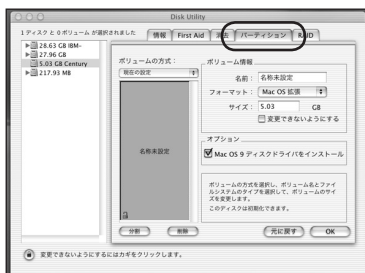 Disk Utility
1 ディスク と 0 ボリューム が選択されました
情報 First Aid 消去 パーティション RAID
28.63 GB IBM-
27.96 GB
5.03 GB Century
217.93 MB
ボリュームの方式：
現在の設定
名称未設定
分割 削除
ボリューム情報
名前： 名称未設定
フォーマット： Mac OS 拡張
サイズ： 5.03 GB
変更できないようにする
オプション
Mac OS 9 ディスクドライバをインストール
ボリュームの方式を選択し、ボリューム名とファイ
ルシステムのタイプを選択して、ボリュームのサイ
ズを変更します。
このディスクは初期化できます。
元に戻す OK
変更できないようにするにはカギをクリックします。